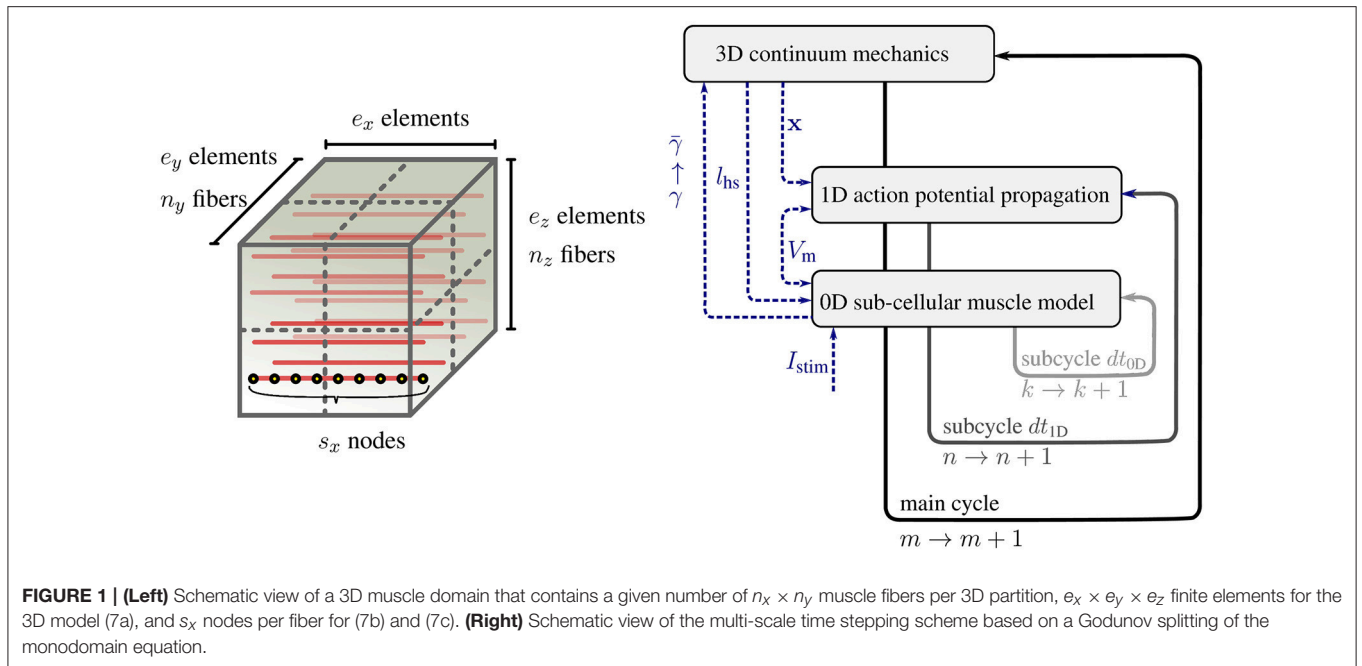 e_x elements
e_y elements
n_y fibers
e_z elements
n_z fibers
s_x nodes
3D continuum mechanics
x
γ̄
↑
γ
l_hs
1D action potential propagation
V_m
0D sub-cellular muscle model
I_stim
subcycle dt_0D
k → k + 1
subcycle dt_1D
n → n + 1
main cycle
m → m + 1
FIGURE 1 | (Left) Schematic view of a 3D muscle domain that contains a given number of n_x × n_y muscle fibers per 3D partition, e_x × e_y × e_z finite elements for the
3D model (7a), and s_x nodes per fiber for (7b) and (7c). (Right) Schematic view of the multi-scale time stepping scheme based on a Godunov splitting of the
monodomain equation.